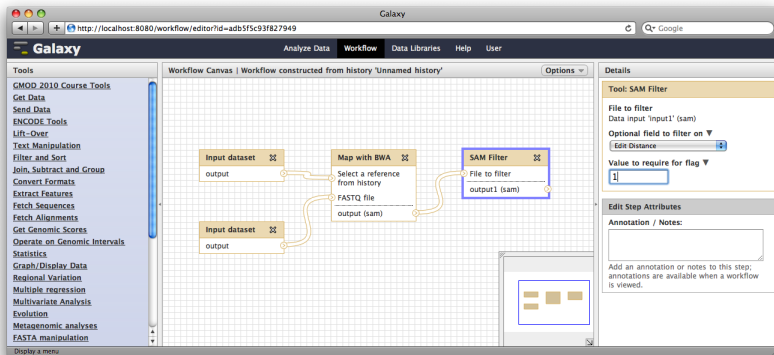 Galaxy
http://localhost:8080/workflow/editor?id=adb5f5c93f827949
Google
Galaxy
Analyze Data Workflow Data Libraries Help User
Tools
GMOD 2010 Course Tools
Get Data
Send Data
ENCODE Tools
Lift-Over
Text Manipulation
Filter and Sort
Join, Subtract and Group
Convert Formats
Extract Features
Fetch Sequences
Fetch Alignments
Get Genomic Scores
Operate on Genomic Intervals
Statistics
Graph/Display Data
Regional Variation
Multiple regression
Multivariate Analysis
Evolution
Metagenomic analyses
FASTA manipulation
Display a menu
Workflow Canvas | Workflow constructed from history 'Unnamed history'
Options
Input dataset
output
Input dataset
output
Map with BWA
Select a reference
from history
FASTQ file
output (sam)
SAM Filter
File to filter
output1 (sam)
Details
Tool: SAM Filter
File to filter
Data input 'input1' (sam)
Optional field to filter on
Edit Distance
Value to require for flag
1
Edit Step Attributes
Annotation / Notes:
Add an annotation or notes to this step;
annotations are available when a workflow
is viewed.